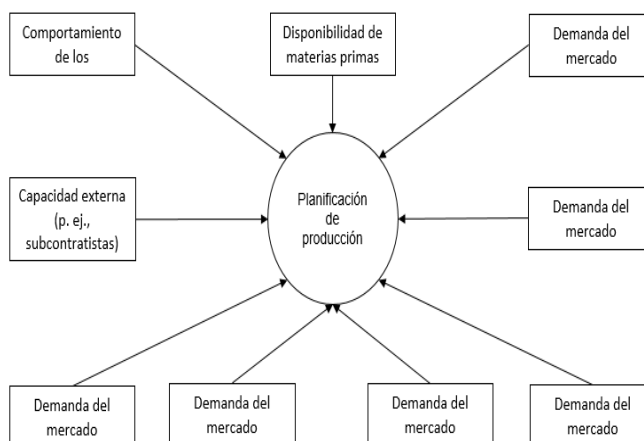 Comportamiento
de los
Disponibilidad de
materias primas
Demanda del
mercado
Capacidad externa
(p. ej.,
subcontratistas)
Planificación
de
producción
Demanda del
mercado
Demanda del
mercado
Demanda del
mercado
Demanda del
mercado
Demanda del
mercado